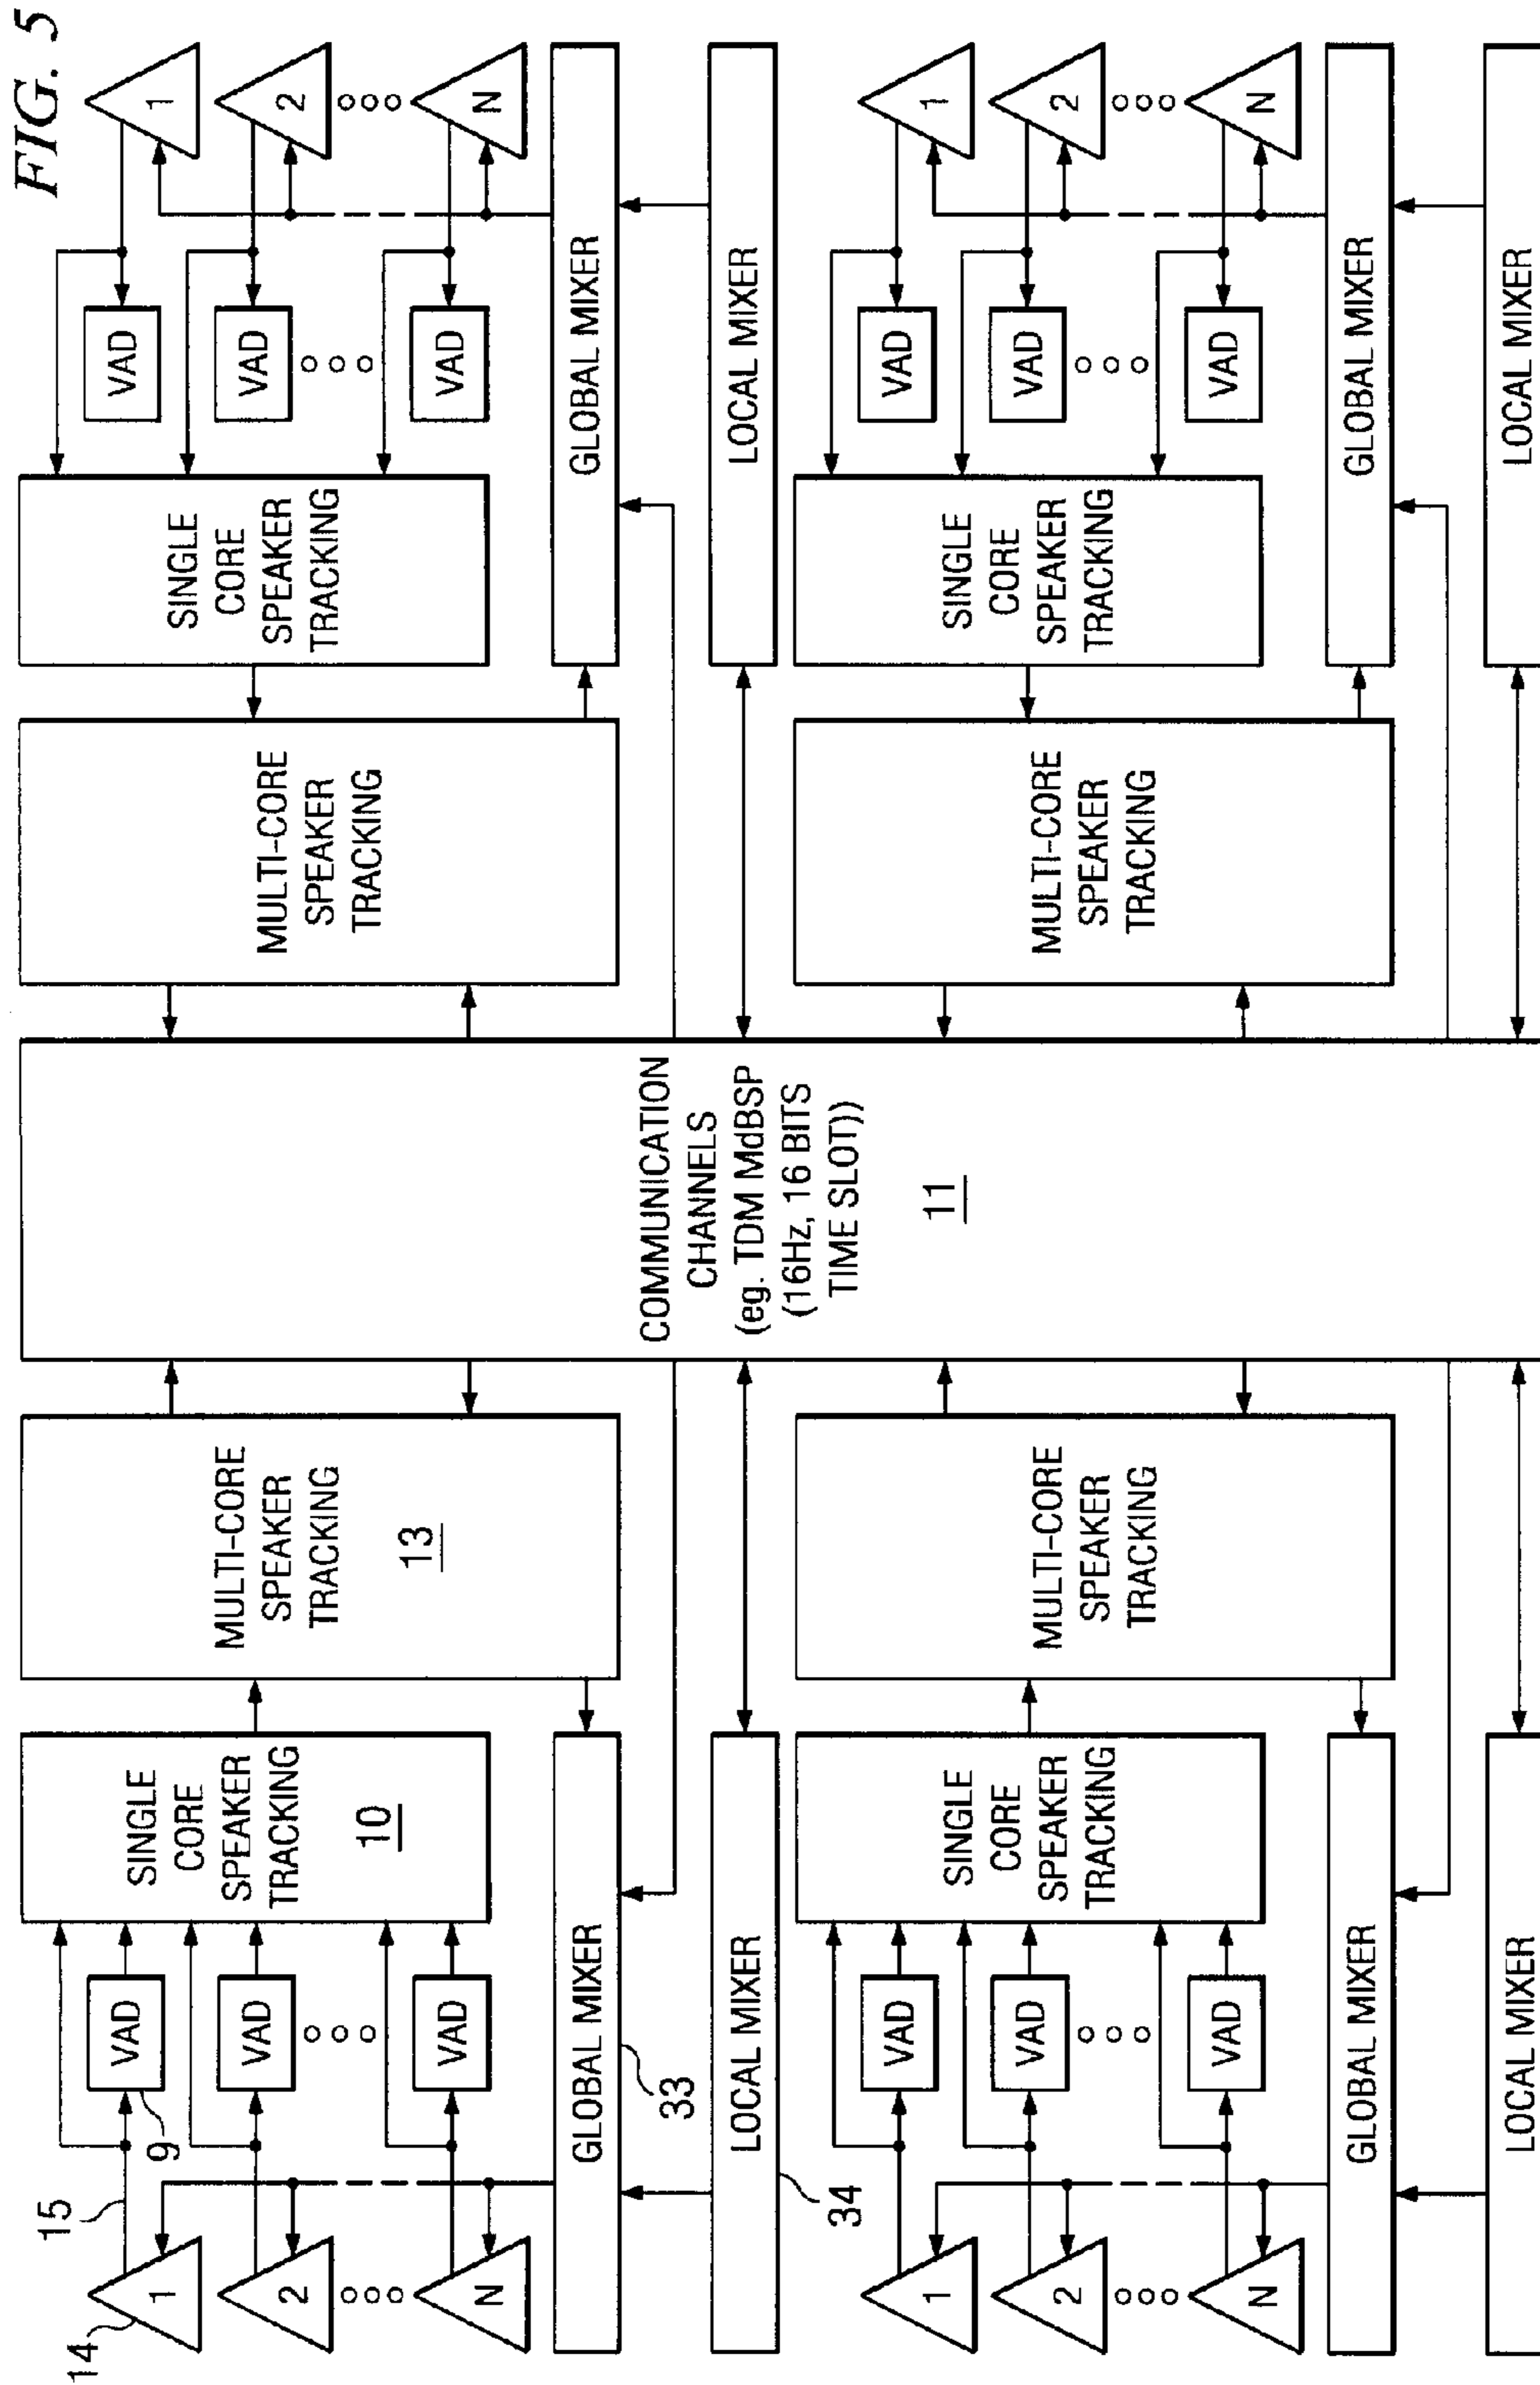 FIG. 5
14
1
15
9
VAD
2
VAD
N
VAD
SINGLE
CORE
SPEAKER
TRACKING
10
MULTI-CORE
SPEAKER
TRACKING
13
GLOBAL MIXER
33
LOCAL MIXER
34
COMMUNICATION
CHANNELS
(eg. TDM MdBSP
(16Hz, 16 BITS
TIME SLOT))
11
MULTI-CORE
SPEAKER
TRACKING
SINGLE
CORE
SPEAKER
TRACKING
VAD
1
VAD
2
VAD
N
GLOBAL MIXER
LOCAL MIXER
1
VAD
2
VAD
N
VAD
SINGLE
CORE
SPEAKER
TRACKING
MULTI-CORE
SPEAKER
TRACKING
GLOBAL MIXER
LOCAL MIXER
MULTI-CORE
SPEAKER
TRACKING
SINGLE
CORE
SPEAKER
TRACKING
VAD
1
VAD
2
VAD
N
GLOBAL MIXER
LOCAL MIXER